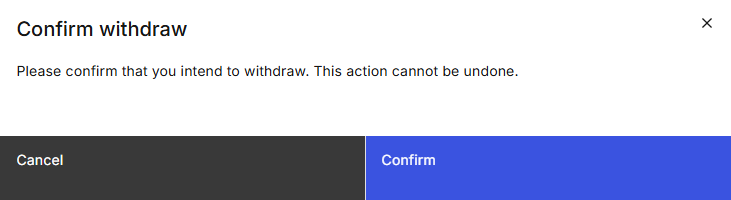 Confirm withdraw
Please confirm that you intend to withdraw. This action cannot be undone.
Cancel
Confirm